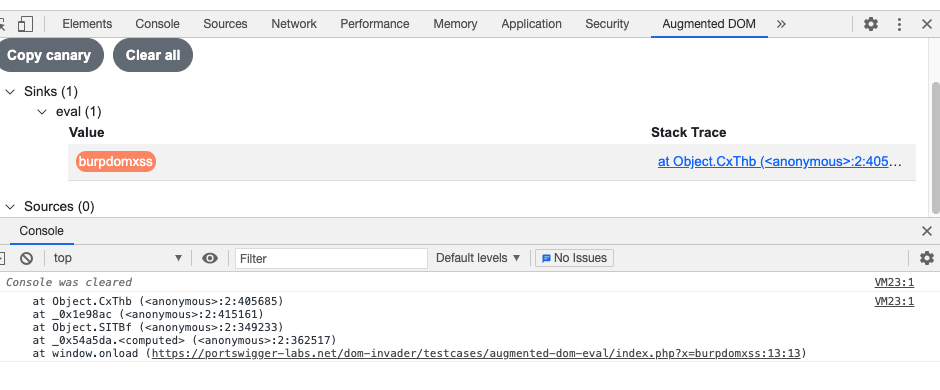 Elements Console Sources Network Performance Memory Application Security Augmented DOM »
Copy canary Clear all
Sinks (1)
eval (1)
Value Stack Trace
burpdomxss at Object.CxThb (<anonymous>:2:405…
Sources (0)
Console
top Filter Default levels No Issues
Console was cleared VM23:1
at Object.CxThb (<anonymous>:2:405685) VM23:1
at _0x1e98ac (<anonymous>:2:415161)
at Object.SITBf (<anonymous>:2:349233)
at _0x54a5da.<computed> (<anonymous>:2:362517)
at window.onload (https://portswigger-labs.net/dom-invader/testcases/augmented-dom-eval/index.php?x=burpdomxss:13:13)